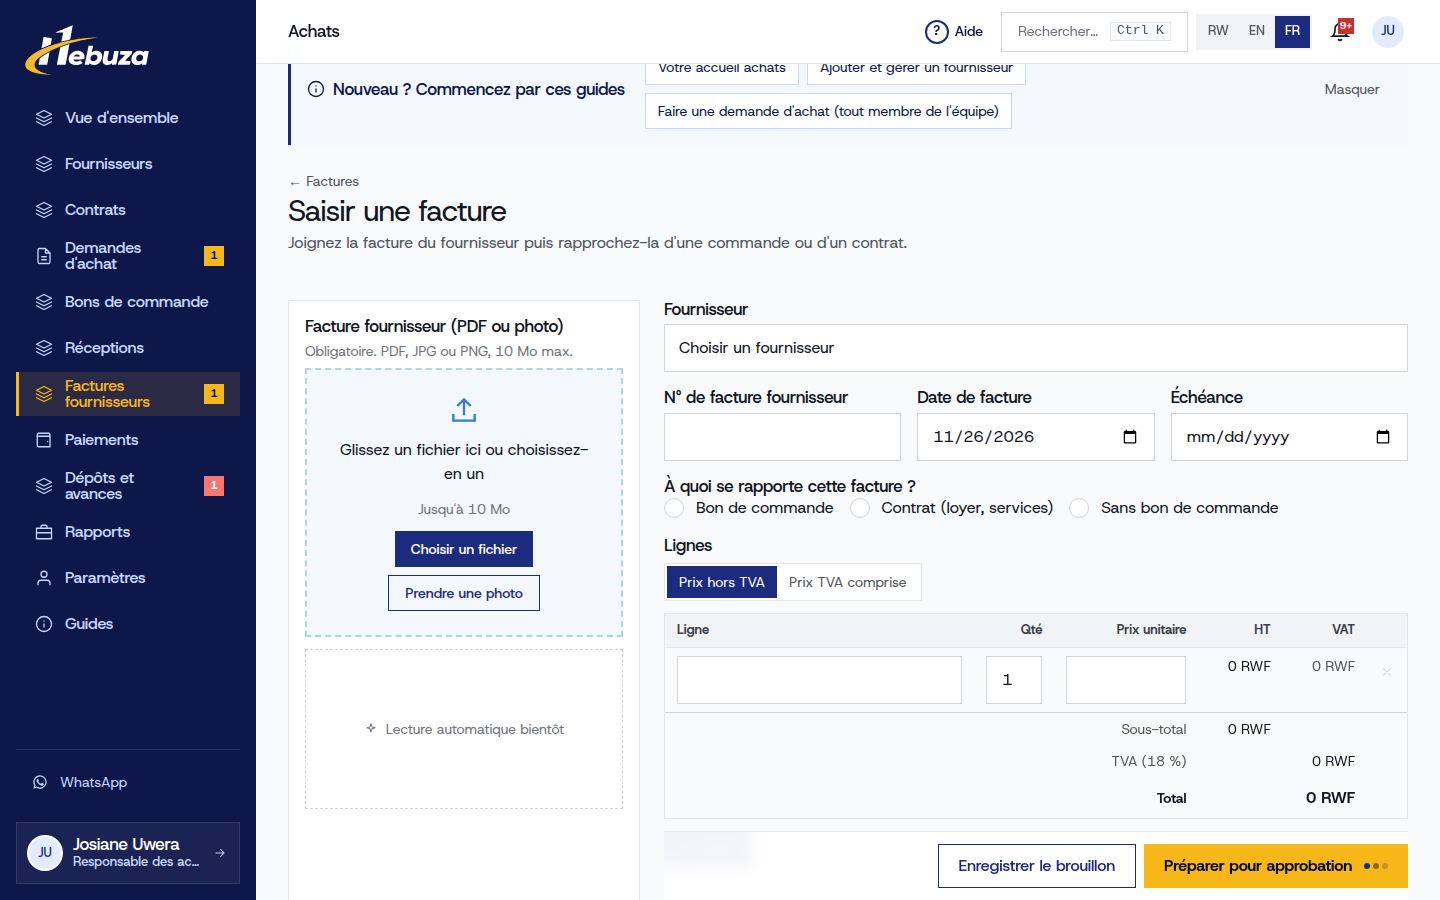 Hebuza
Achats
Aide
Rechercher...
Ctrl K
RW
EN
FR
9+
JU
Vue d'ensemble
Fournisseurs
Contrats
Demandes
d'achat
1
Bons de commande
Réceptions
Factures
fournisseurs
1
Paiements
Dépôts et
avances
1
Rapports
Paramètres
Guides
WhatsApp
JU
Josiane Uwera
Responsable des ac...
Nouveau ? Commencez par ces guides
Votre accueil achats
Ajouter et gérer un fournisseur
Faire une demande d'achat (tout membre de l'équipe)
Masquer
← Factures
Saisir une facture
Joignez la facture du fournisseur puis rapprochez-la d'une commande ou d'un contrat.
Facture fournisseur (PDF ou photo)
Obligatoire. PDF, JPG ou PNG, 10 Mo max.
Glissez un fichier ici ou choisissez-
en un
Jusqu'à 10 Mo
Choisir un fichier
Prendre une photo
Lecture automatique bientôt
Fournisseur
Choisir un fournisseur
N° de facture fournisseur
Date de facture
Échéance
11/26/2026
mm/dd/yyyy
À quoi se rapporte cette facture ?
Bon de commande
Contrat (loyer, services)
Sans bon de commande
Lignes
Prix hors TVA
Prix TVA comprise
Ligne
Qté
Prix unitaire
HT
VAT
1
0 RWF
0 RWF
×
Sous-total
0 RWF
TVA (18 %)
0 RWF
Total
0 RWF
Enregistrer le brouillon
Préparer pour approbation